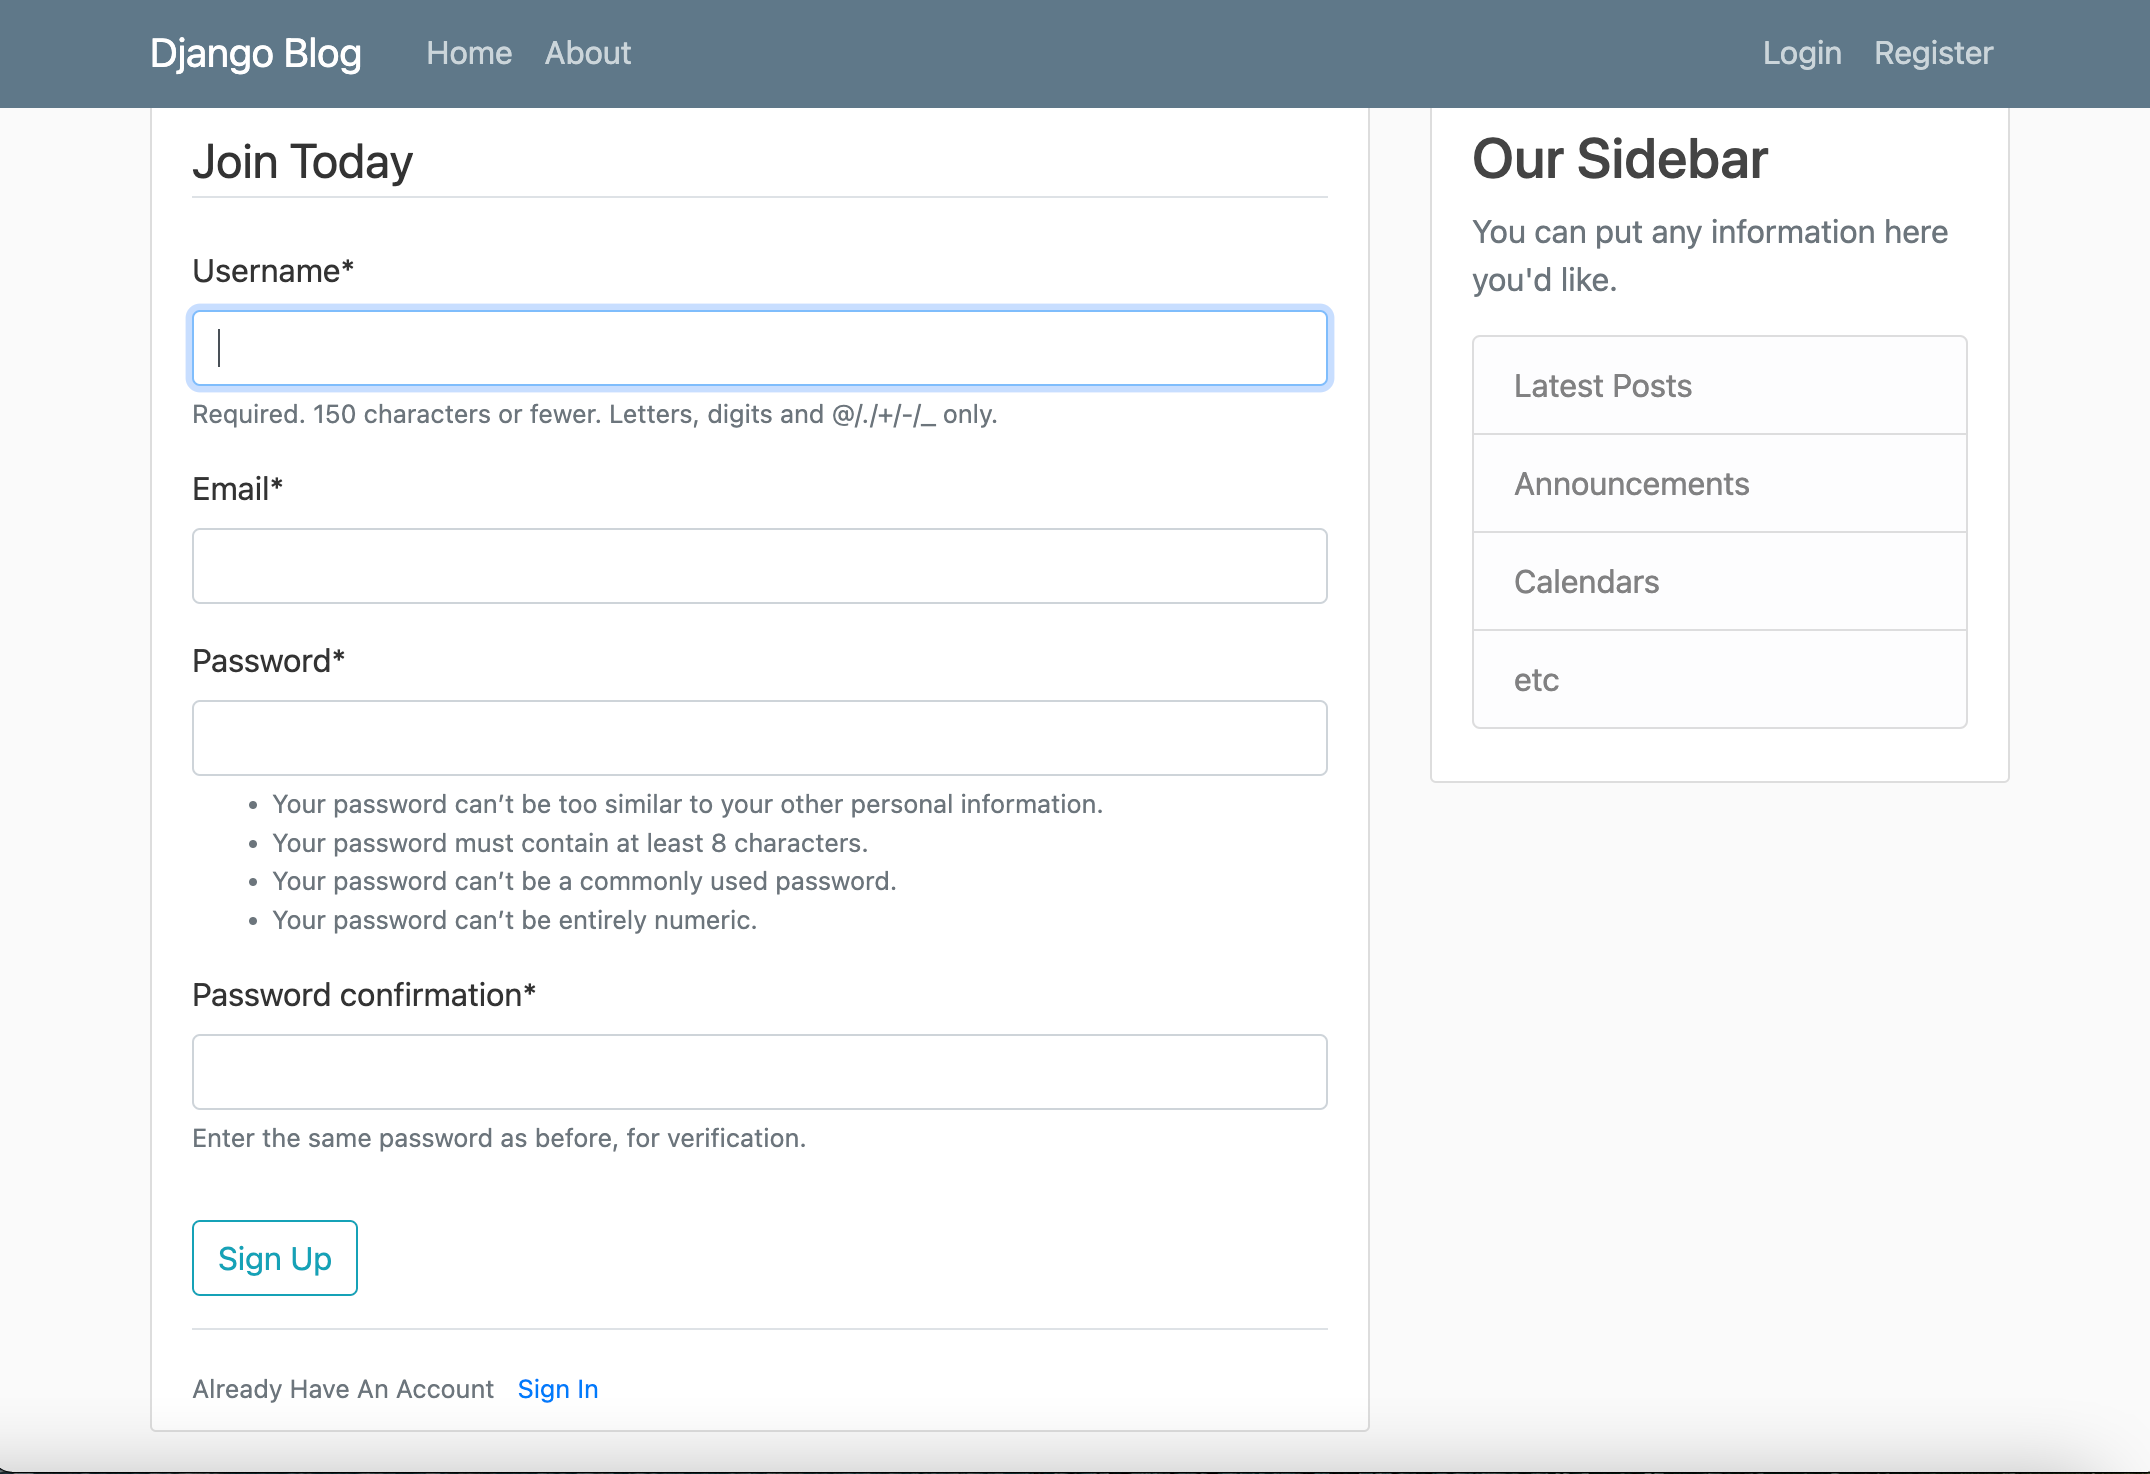 Django Blog Home About Login Register
Join Today
Username*
Required. 150 characters or fewer. Letters, digits and @/./+/-/_ only.
Email*
Password*
• Your password can’t be too similar to your other personal information.
• Your password must contain at least 8 characters.
• Your password can’t be a commonly used password.
• Your password can’t be entirely numeric.
Password confirmation*
Enter the same password as before, for verification.
Sign Up
Already Have An Account Sign In
Our Sidebar
You can put any information here
you'd like.
Latest Posts
Announcements
Calendars
etc